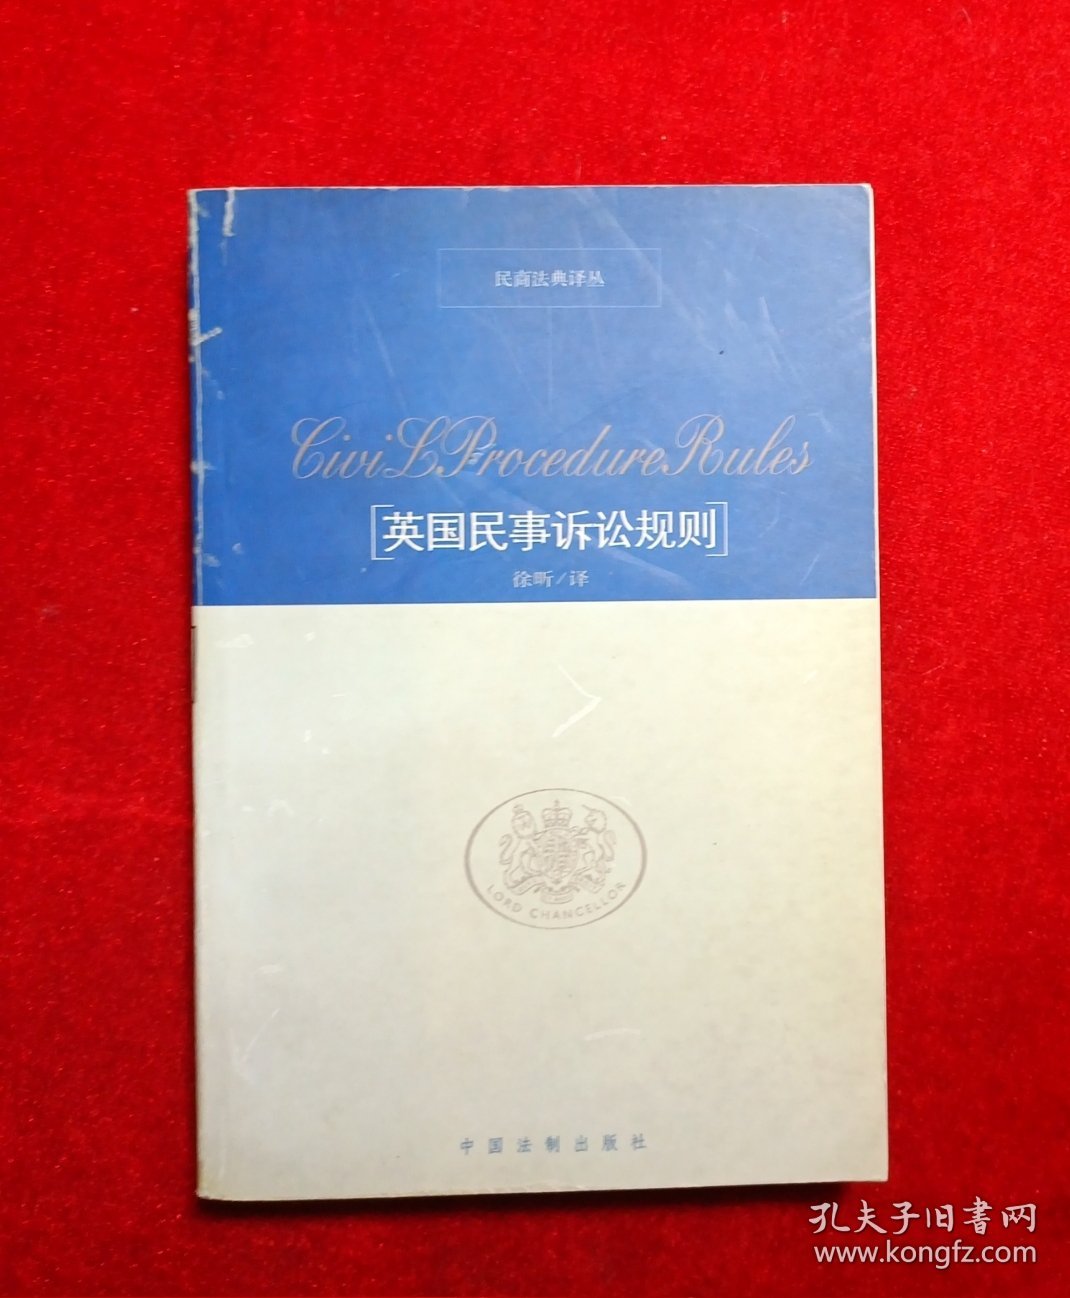 民商法典译丛
CiviL Procedure Rules
[英国民事诉讼规则]
徐昕/译
LORD CHANCELLOR
中国法制出版社
孔夫子旧書网
www.kongfz.com